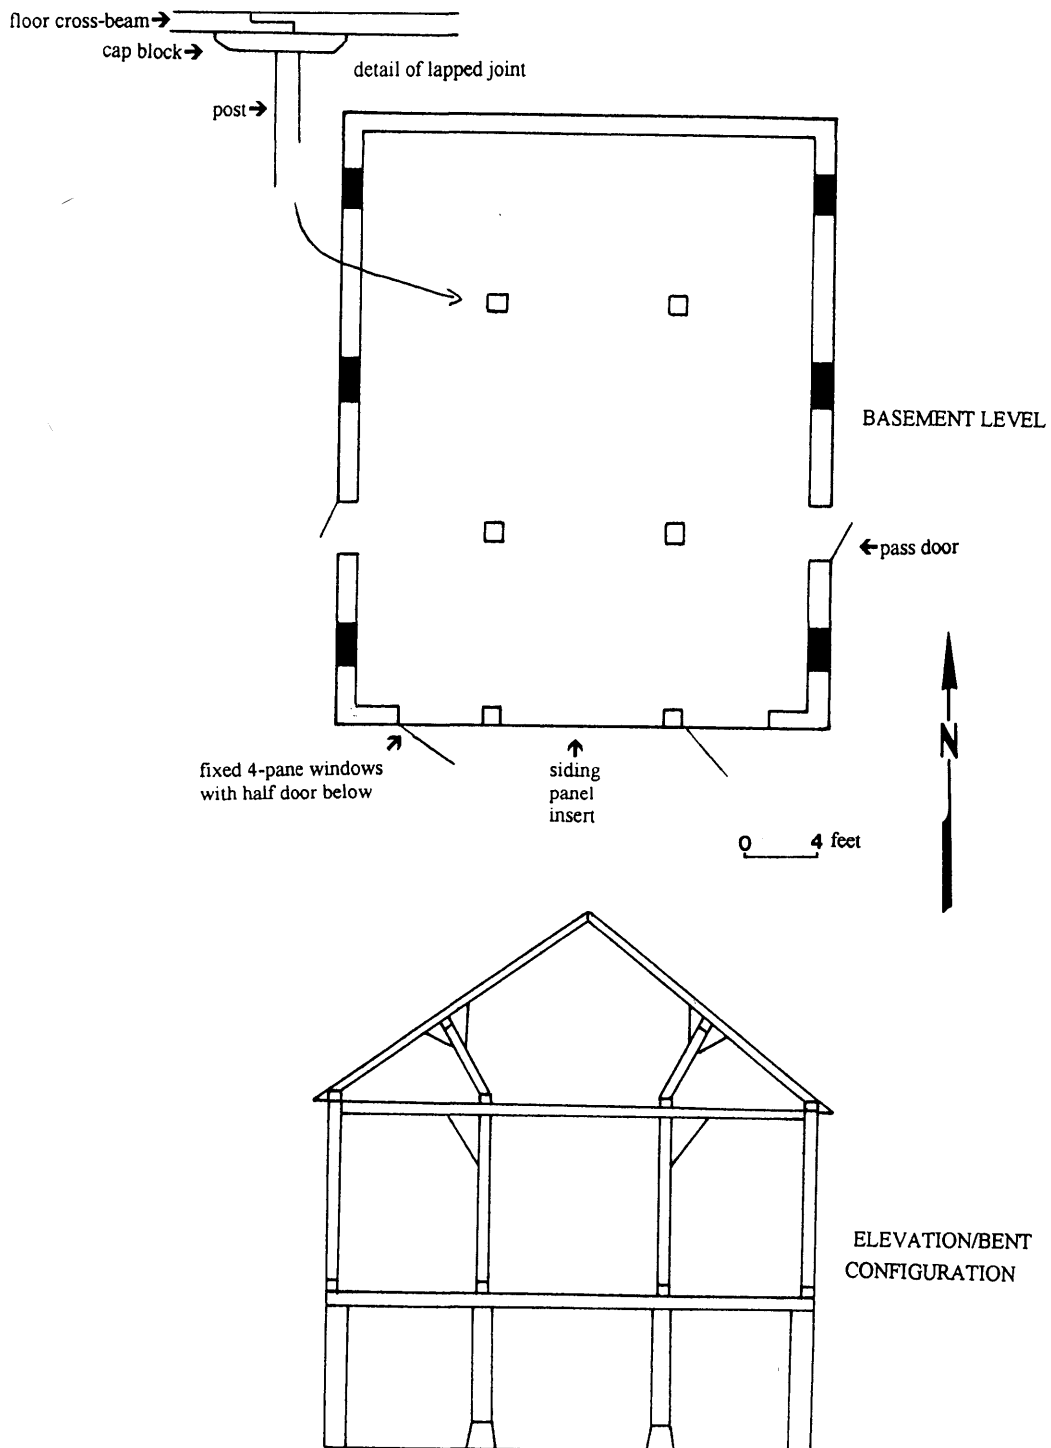 floor cross-beam→
cap block→
detail of lapped joint
post→
BASEMENT LEVEL
←pass door
N
fixed 4-pane windows
with half door below
siding
panel
insert
0 4 feet
ELEVATION/BENT
CONFIGURATION